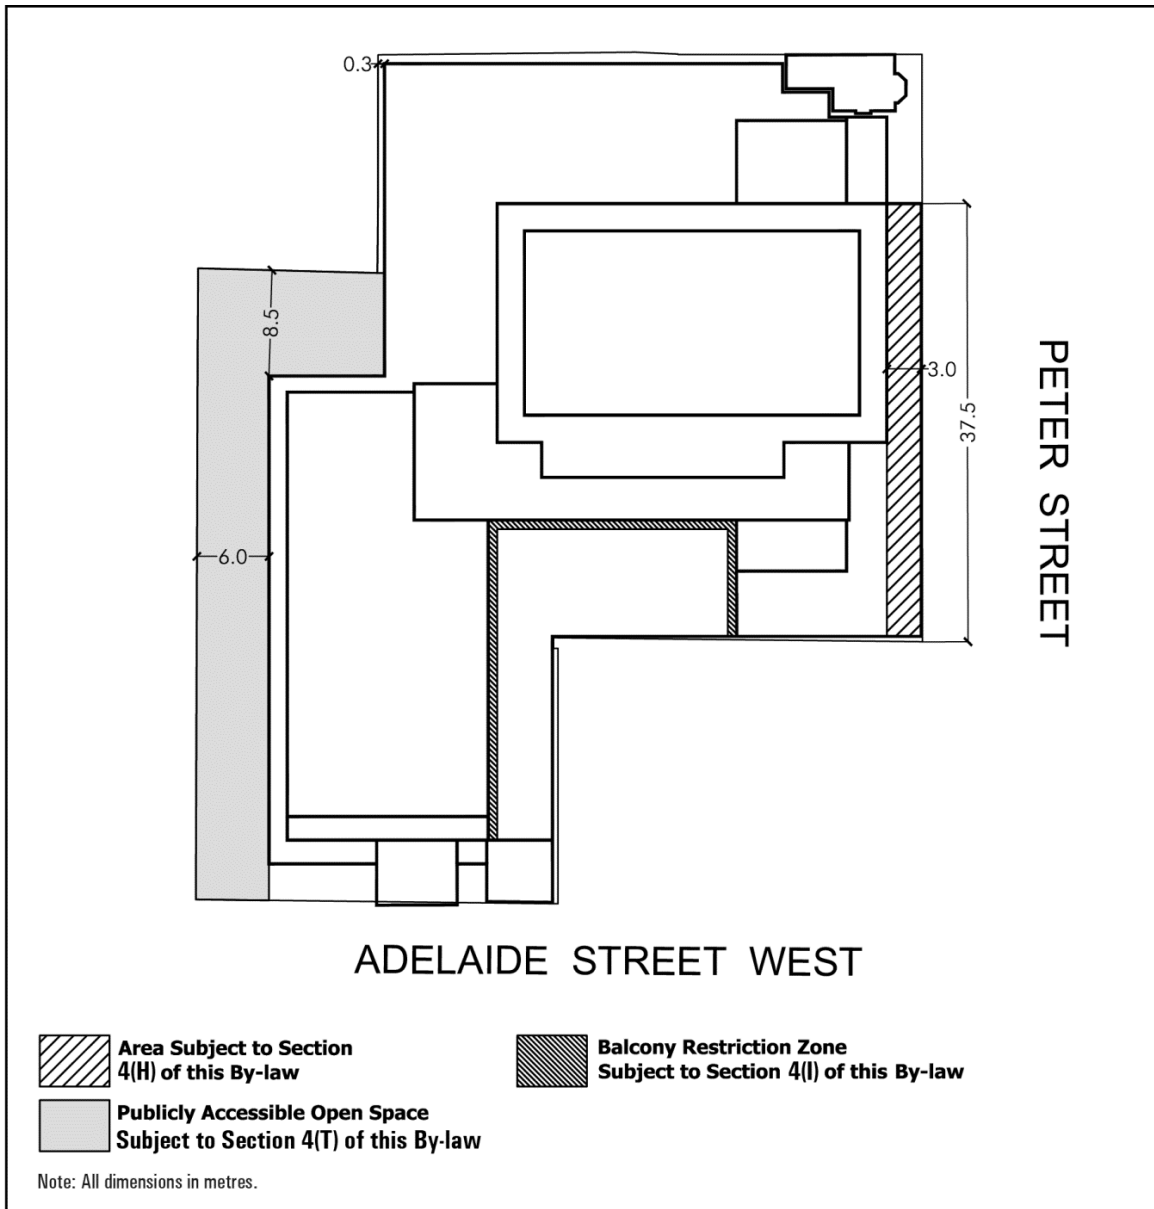 0.3
8.5
3.0
37.5
PETER STREET
6.0
ADELAIDE STREET WEST
Area Subject to Section
4(H) of this By-law
Balcony Restriction Zone
Subject to Section 4(I) of this By-law
Publicly Accessible Open Space
Subject to Section 4(T) of this By-law
Note: All dimensions in metres.